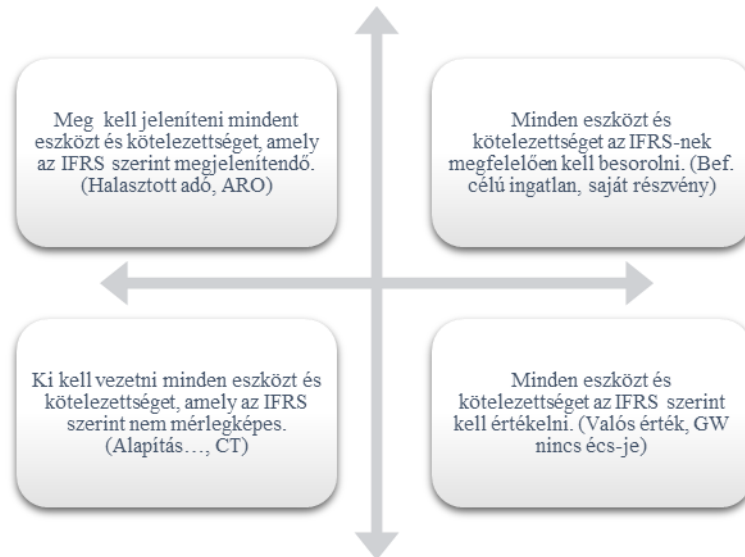 Meg kell jeleníteni mindent
eszközt és kötelezettséget, amely
az IFRS szerint megjelenítendő.
(Halasztott adó, ARO)
Minden eszközt és
kötelezettséget az IFRS-nek
megfelelően kell besorolni. (Bef.
célú ingatlan, saját részvény)
Ki kell vezetni minden eszközt és
kötelezettséget, amely az IFRS
szerint nem mérlegképes.
(Alapítás…, CT)
Minden eszközt és
kötelezettséget az IFRS szerint
kell értékelni. (Valós érték, GW
nincs écs-je)